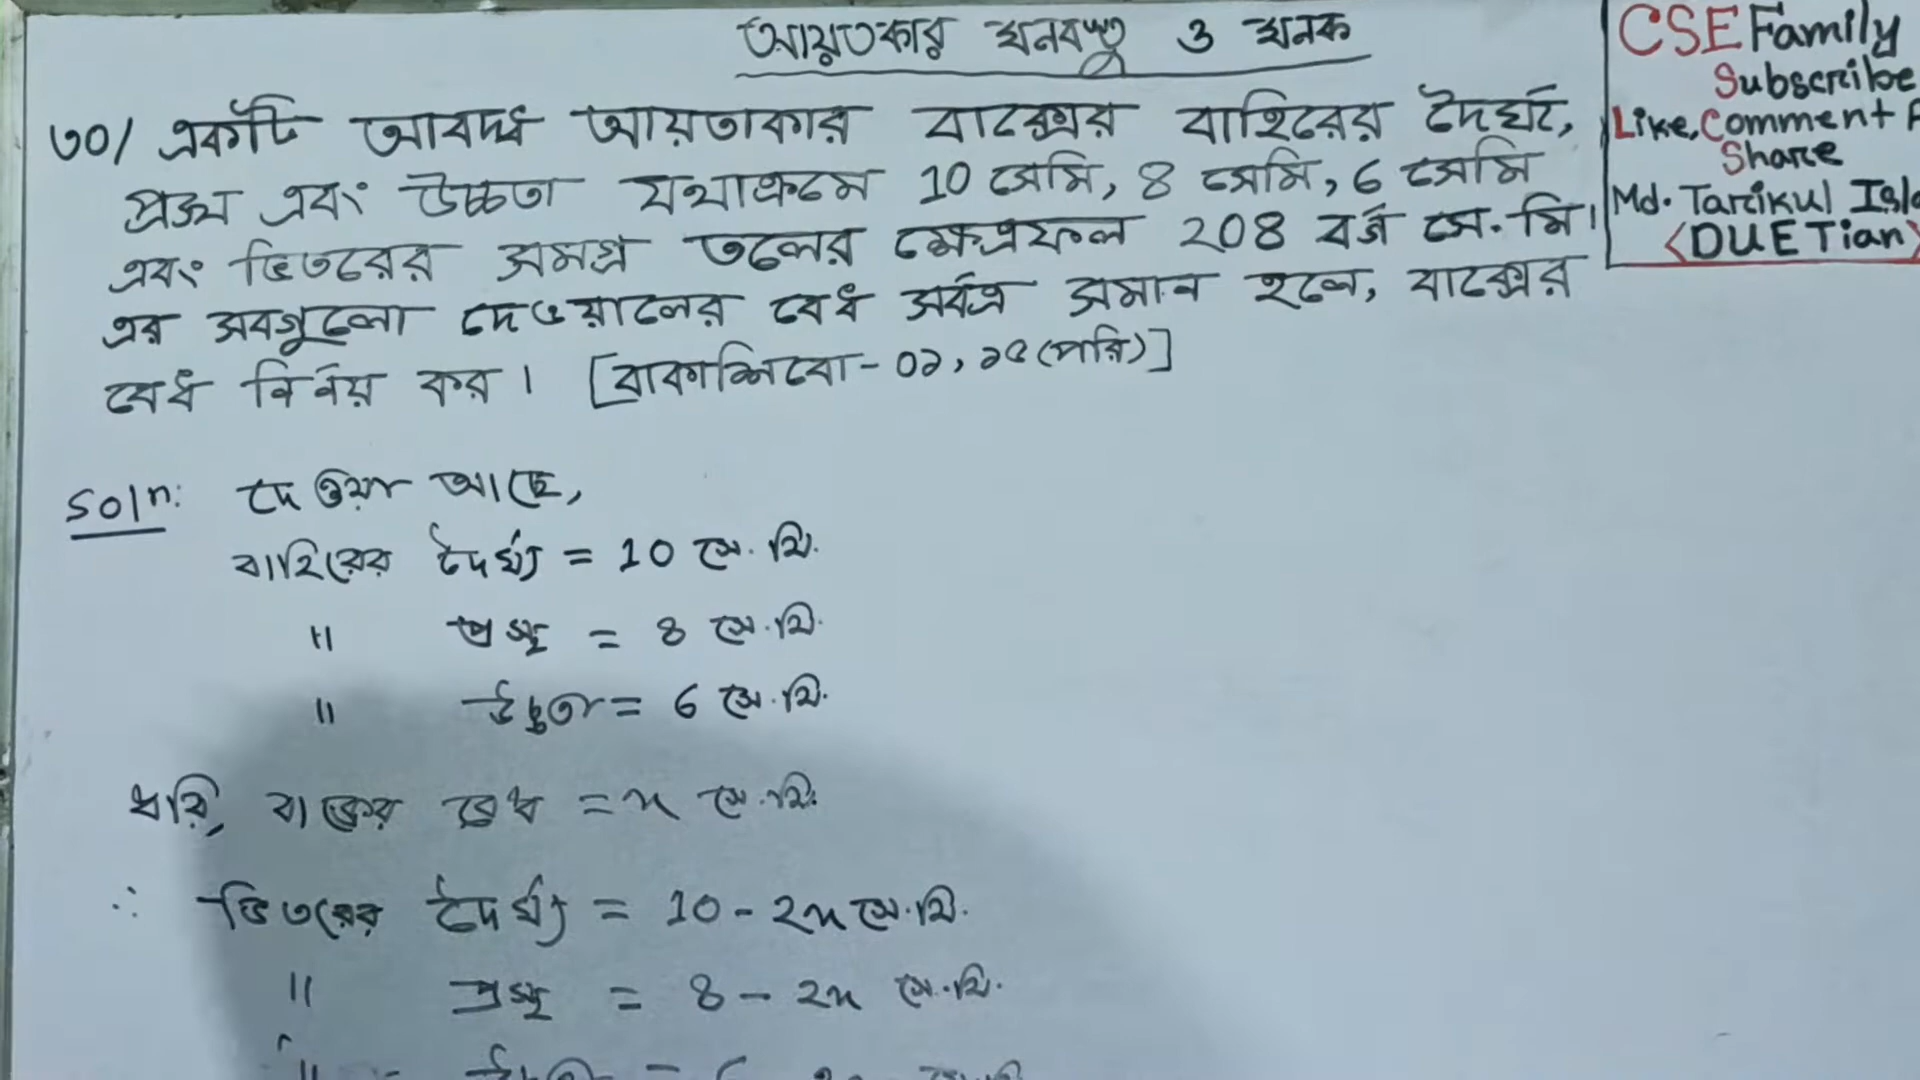 আয়তকার ঘনবস্তু ও ঘনক
CSE Family
Subscribe
Like, Comment
Share
Md. Tarikul
<DUETian>
৩০/ একটি আবদ্ধ আয়তাকার বাক্সের বাহিরের দৈর্ঘ্য,
প্রস্থ এবং উচ্চতা যথাক্রমে 10 সেমি, 8 সেমি, 6 সেমি
এবং ভিতরের সমগ্র তলের ক্ষেত্রফল 208 বর্গ সে. মি।
এর সবগুলো দেওয়ালের বেধ সর্বত্র সমান হলে, বাক্সের
বেধ নির্ণয় কর। [বাকাশিবো-০১, ১৫(পরি)]
Soln: দেওয়া আছে,
বাহিরের দৈর্ঘ্য = 10 সে. মি.
" প্রস্থ = 8 সে. মি.
" উচ্চতা = 6 সে. মি.
ধরি, বাক্সের বেধ = x সে. মি.
∴ ভিতরের দৈর্ঘ্য = 10 - 2x সে. মি.
" প্রস্থ = 8 - 2x সে. মি.